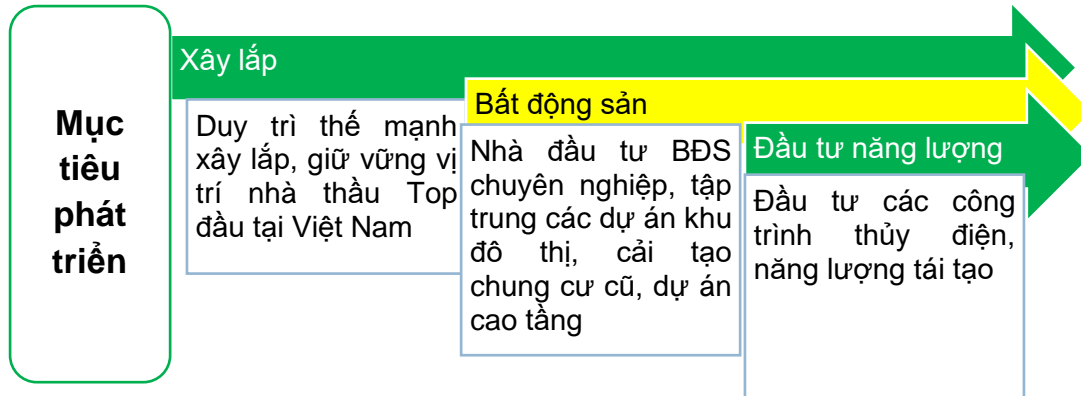 Mục
tiêu
phát
triển
Xây lắp
Duy trì thế mạnh
xây lắp, giữ vững vị
trí nhà thầu Top
đầu tại Việt Nam
Bất động sản
Nhà đầu tư BĐS
chuyên nghiệp, tập
trung các dự án khu
đô thị, cải tạo
chung cư cũ, dự án
cao tầng
Đầu tư năng lượng
Đầu tư các công
trình thủy điện,
năng lượng tái tạo